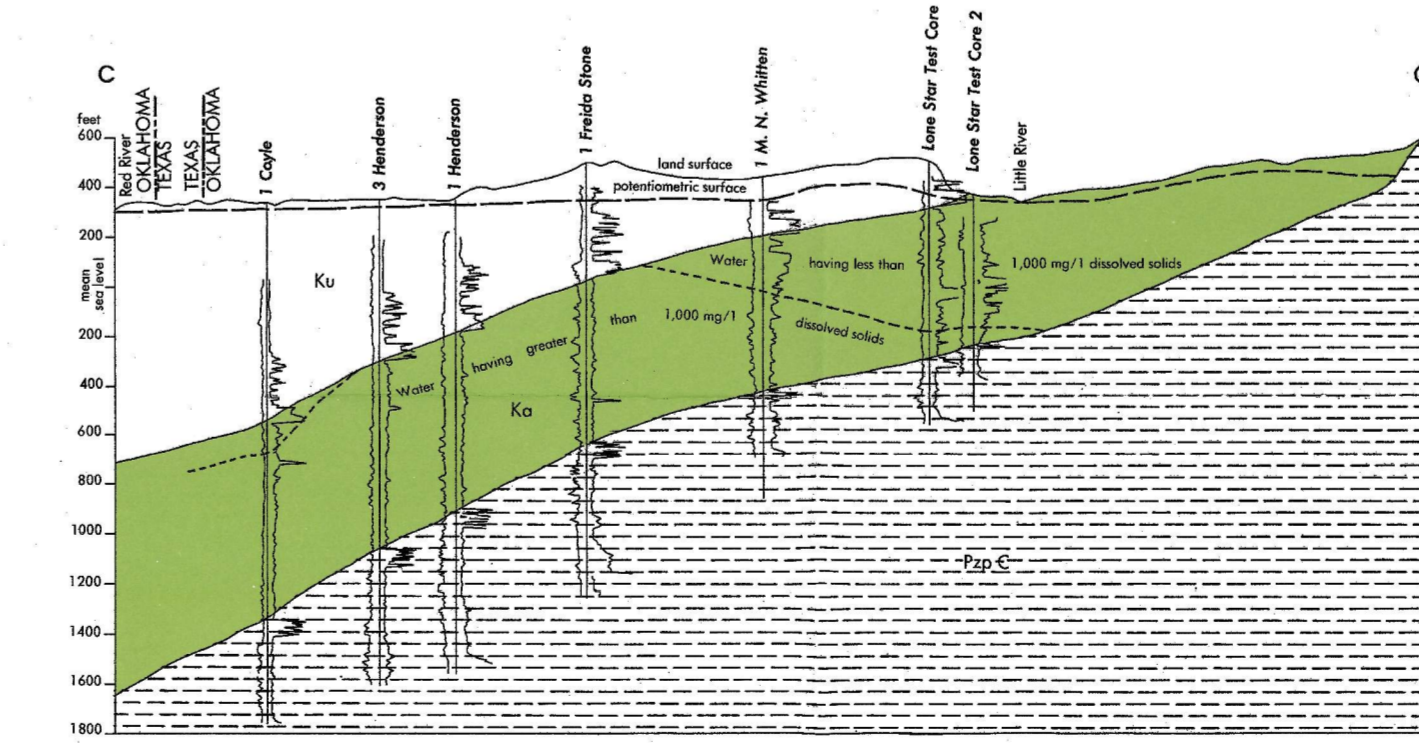 C
Red River
OKLAHOMA
TEXAS
TEXAS
OKLAHOMA
1 Cayle
3 Henderson
1 Henderson
1 Freida Stone
1 M. N. Whitten
Lone Star Test Core
Lone Star Test Core 2
Little River
feet
600
400
200
mean
sea level
200
400
600
800
1000
1200
1400
1600
1800
land surface
potentiometric surface
Ku
Water having less than 1,000 mg/1 dissolved solids
Water having greater than 1,000 mg/1 dissolved solids
Ka
Pzp Є